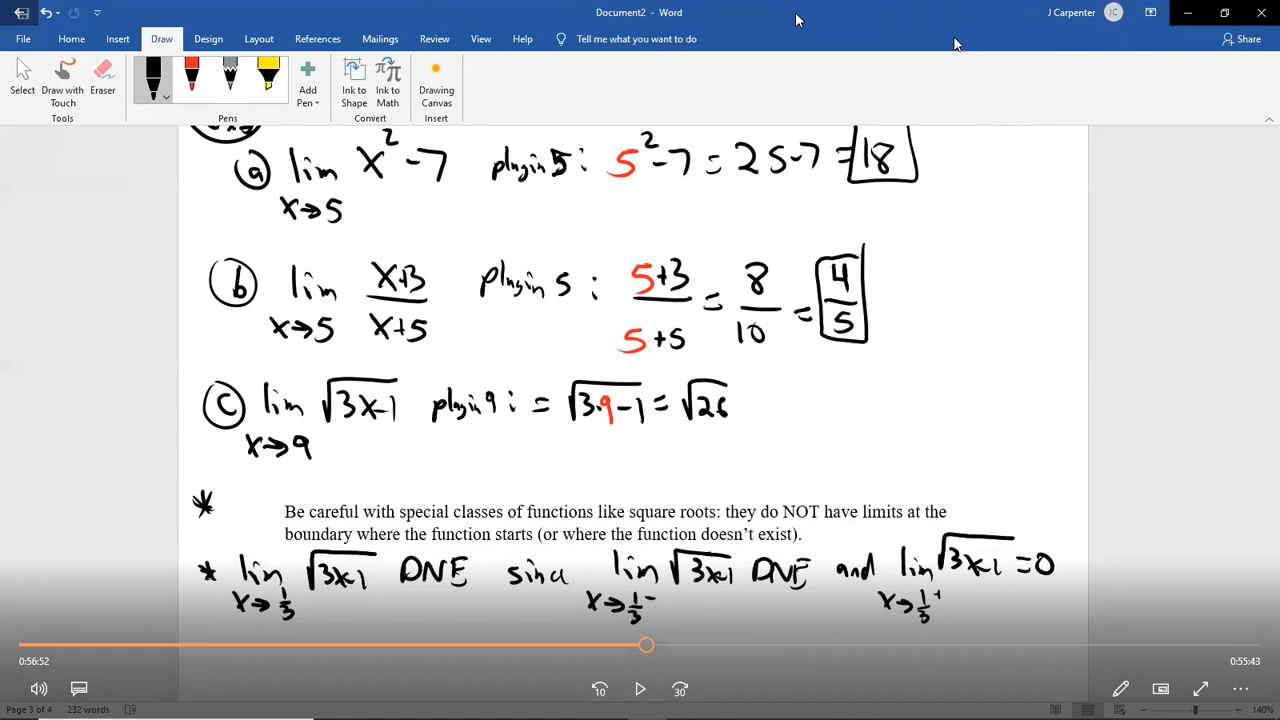 Document2 - Word
J Carpenter JC
File Home Insert Draw Design Layout References Mailings Review View Help Tell me what you want to do Share
Select Draw with Touch Eraser Add Pen Ink to Shape Ink to Math Drawing Canvas
Tools Pens Convert Insert
(a) lim x→5 x² - 7 plug in 5: 5² - 7 = 25 - 7 = 18
(b) lim x→5 (x+3)/(x+5) plug in 5: (5+3)/(5+5) = 8/10 = 4/5
(c) lim x→9 √(3x-1) plug in 9: = √(3·9-1) = √26
* Be careful with special classes of functions like square roots: they do NOT have limits at the
boundary where the function starts (or where the function doesn't exist).
* lim x→1/3 √(3x-1) DNE since lim x→1/3⁻ √(3x-1) DNE and lim x→1/3⁺ √(3x-1) = 0
0:56:52 0:55:43
10 30
Page 3 of 4 232 words 140%